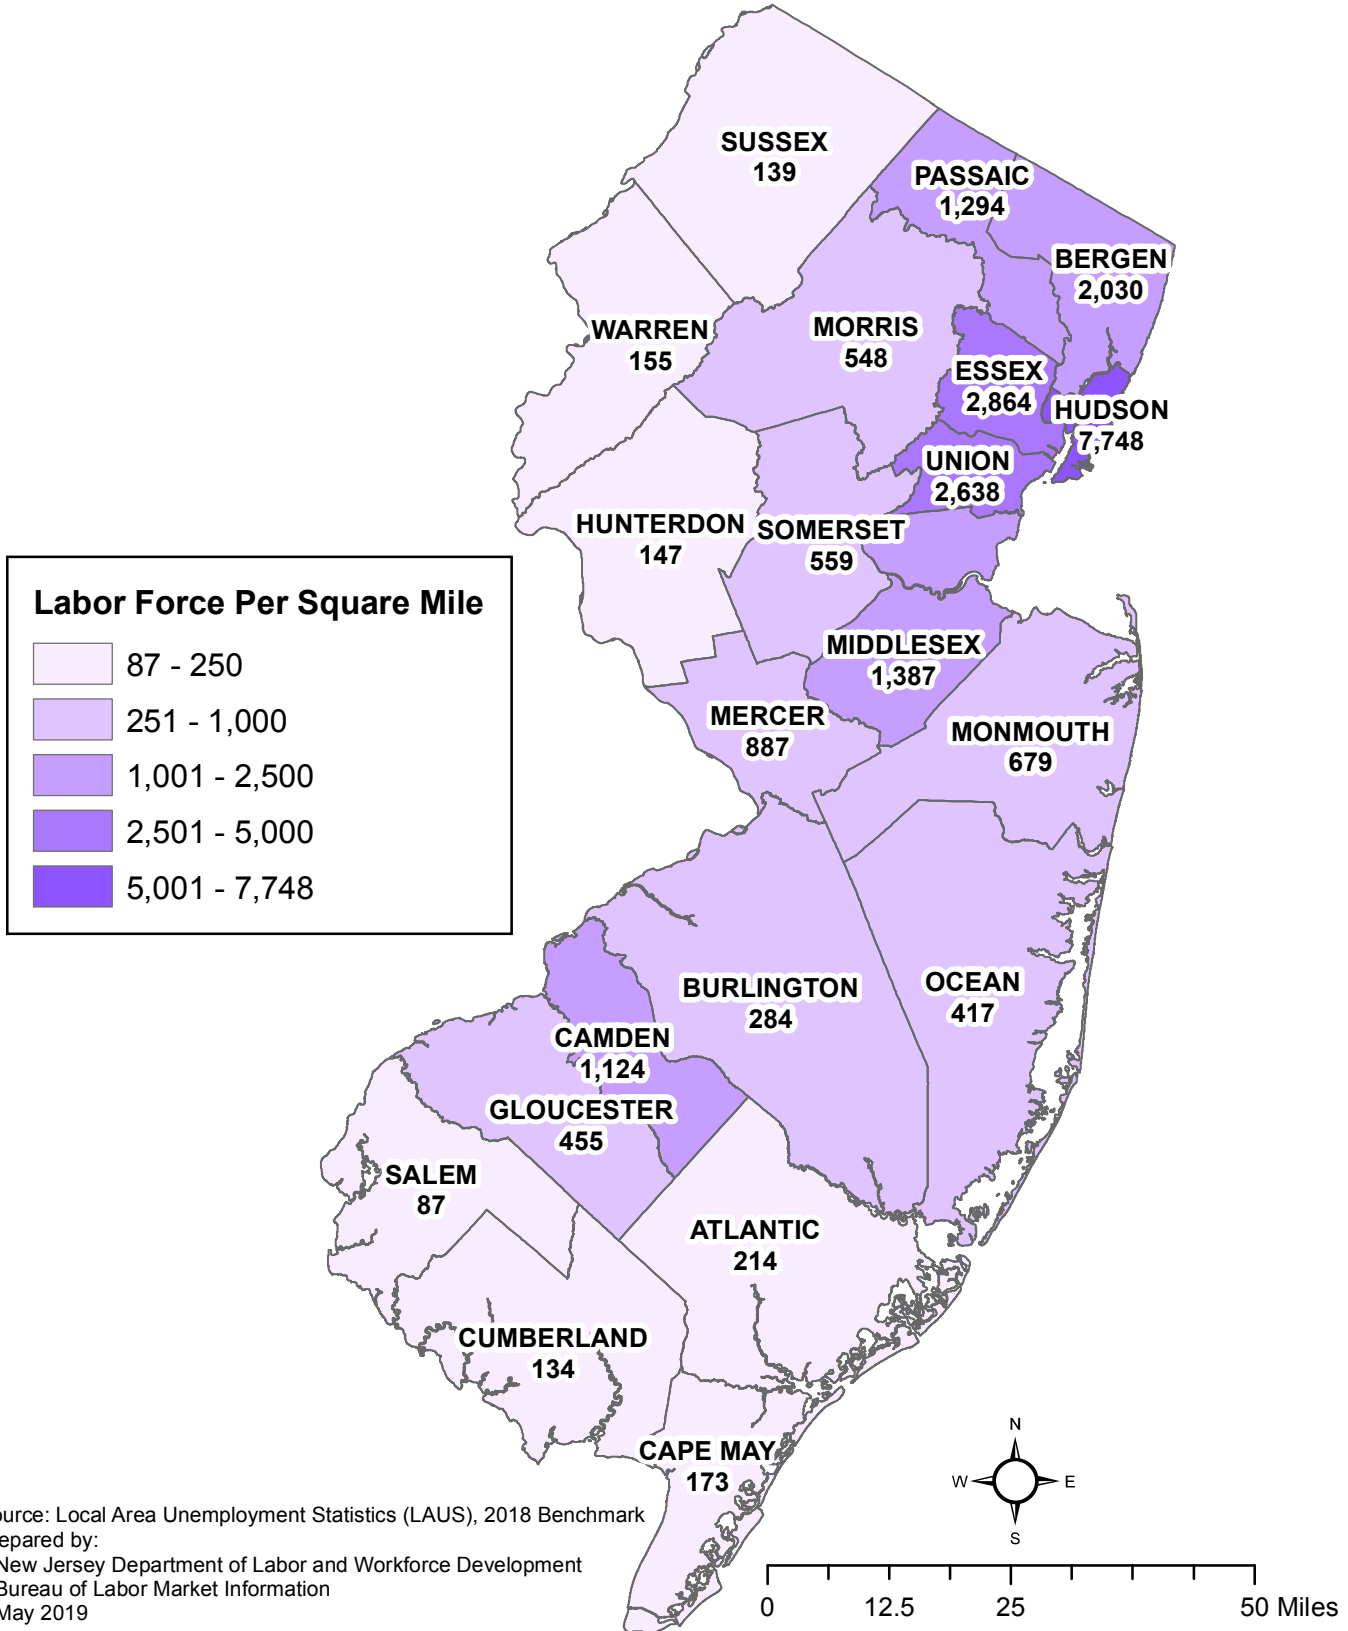 SUSSEX
139
PASSAIC
1,294
BERGEN
2,030
WARREN
155
MORRIS
548
ESSEX
2,864
HUDSON
7,748
UNION
2,638
HUNTERDON
147
SOMERSET
559
Labor Force Per Square Mile
87 - 250
251 - 1,000
1,001 - 2,500
2,501 - 5,000
5,001 - 7,748
MIDDLESEX
1,387
MERCER
887
MONMOUTH
679
BURLINGTON
284
OCEAN
417
CAMDEN
1,124
GLOUCESTER
455
SALEM
87
ATLANTIC
214
CUMBERLAND
134
CAPE MAY
173
N
W E
S
ource: Local Area Unemployment Statistics (LAUS), 2018 Benchmark
epared by:
New Jersey Department of Labor and Workforce Development
Bureau of Labor Market Information
May 2019
0 12.5 25 50 Miles